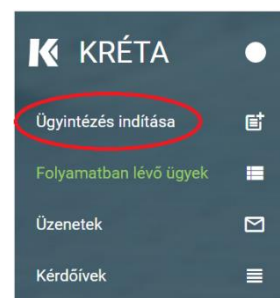 KRÉTA
Ügyintézés indítása
Folyamatban lévő ügyek
Üzenetek
Kérdőívek